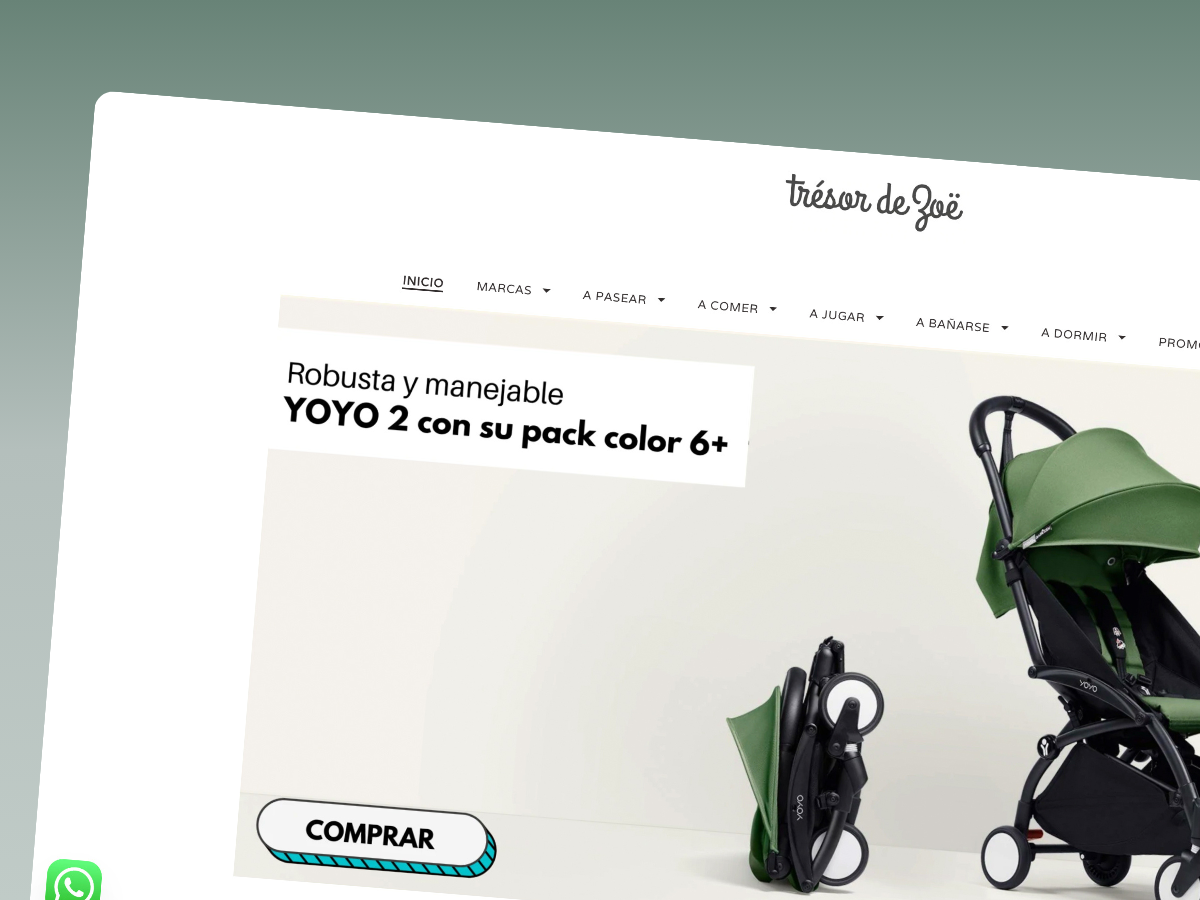 trésor de Zoë
INICIO MARCAS A PASEAR A COMER A JUGAR A BAÑARSE A DORMIR
Robusta y manejable
YOYO 2 con su pack color 6+
YOYO
YOYO
COMPRAR